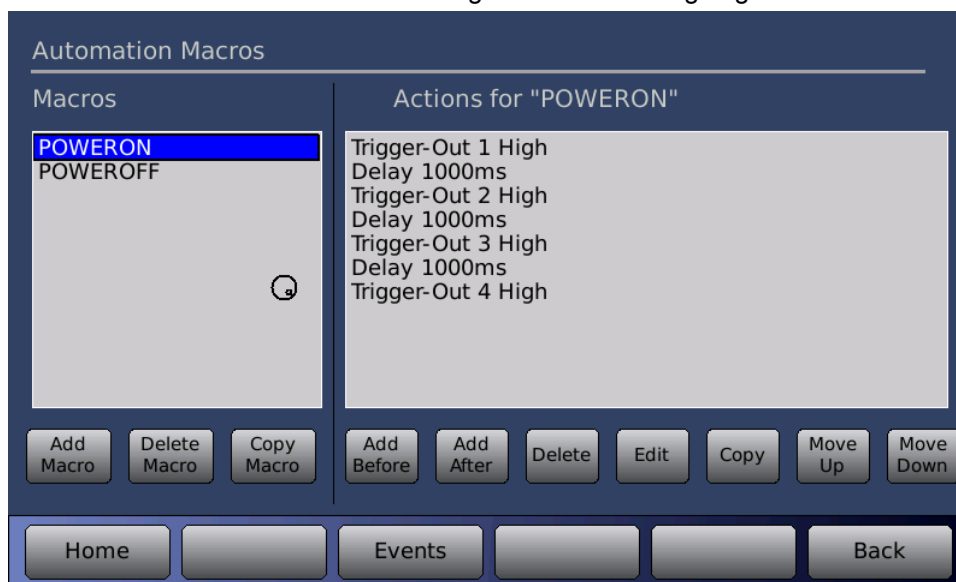 Automation Macros
Macros
Actions for "POWERON"
POWERON
POWEROFF
Trigger-Out 1 High
Delay 1000ms
Trigger-Out 2 High
Delay 1000ms
Trigger-Out 3 High
Delay 1000ms
Trigger-Out 4 High
Add Macro
Delete Macro
Copy Macro
Add Before
Add After
Delete
Edit
Copy
Move Up
Move Down
Home
Events
Back